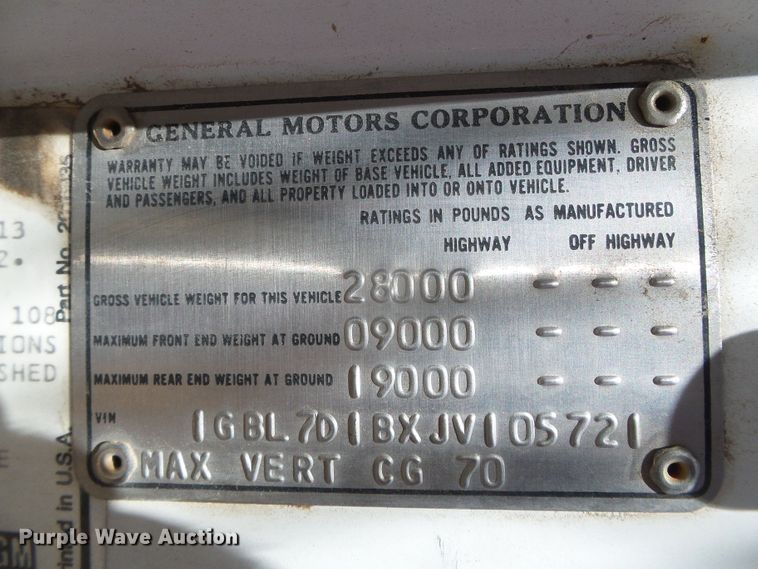 GENERAL MOTORS CORPORATION
WARRANTY MAY BE VOIDED IF WEIGHT EXCEEDS ANY OF RATINGS SHOWN. GROSS
VEHICLE WEIGHT INCLUDES WEIGHT OF BASE VEHICLE, ALL ADDED EQUIPMENT, DRIVER
AND PASSENGERS, AND ALL PROPERTY LOADED INTO OR ONTO VEHICLE.
RATINGS IN POUNDS AS MANUFACTURED
HIGHWAY OFF HIGHWAY
GROSS VEHICLE WEIGHT FOR THIS VEHICLE 28000 - - -
MAXIMUM FRONT END WEIGHT AT GROUND 09000 - - -
MAXIMUM REAR END WEIGHT AT GROUND 19000 - - -
VIN 1GBL7D1BXJV105721
MAX VERT CG 70
13
2.
108
IONS
SHED
Part No.
rinted in U.S.A.
GM
Purple Wave Auction